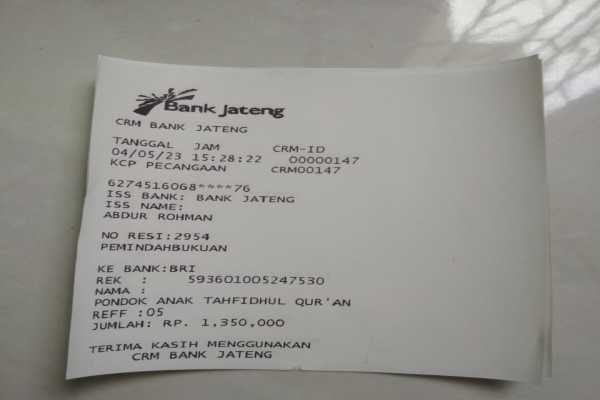 Bank Jateng
CRM BANK JATENG
TANGGAL JAM CRM-ID
04/05/23 15:28:22 00000147
KCP PECANGAAN CRM00147
6274516068****76
ISS BANK: BANK JATENG
ISS NAME:
ABDUR ROHMAN
NO RESI:2954
PEMINDAHBUKUAN
KE BANK:BRI
REK : 593601005247530
NAMA :
PONDOK ANAK TAHFIDHUL QUR'AN
REFF :05
JUMLAH: RP. 1,350,000
TERIMA KASIH MENGGUNAKAN
CRM BANK JATENG